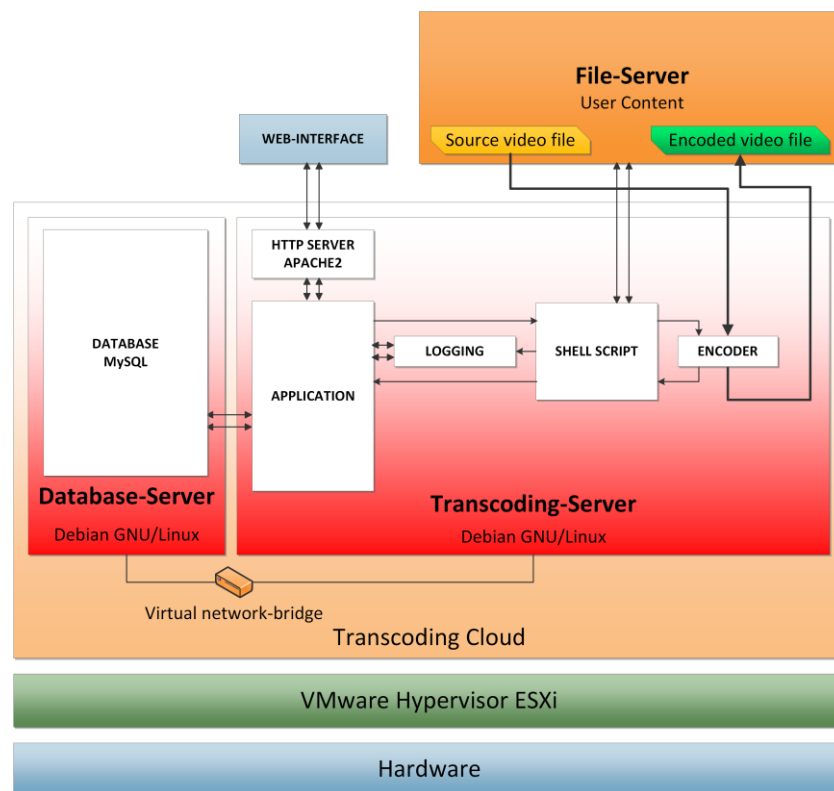 File-Server
User Content
Source video file
Encoded video file
WEB-INTERFACE
HTTP SERVER
APACHE2
DATABASE
MySQL
APPLICATION
LOGGING
SHELL SCRIPT
ENCODER
Database-Server
Debian GNU/Linux
Transcoding-Server
Debian GNU/Linux
Virtual network-bridge
Transcoding Cloud
VMware Hypervisor ESXi
Hardware